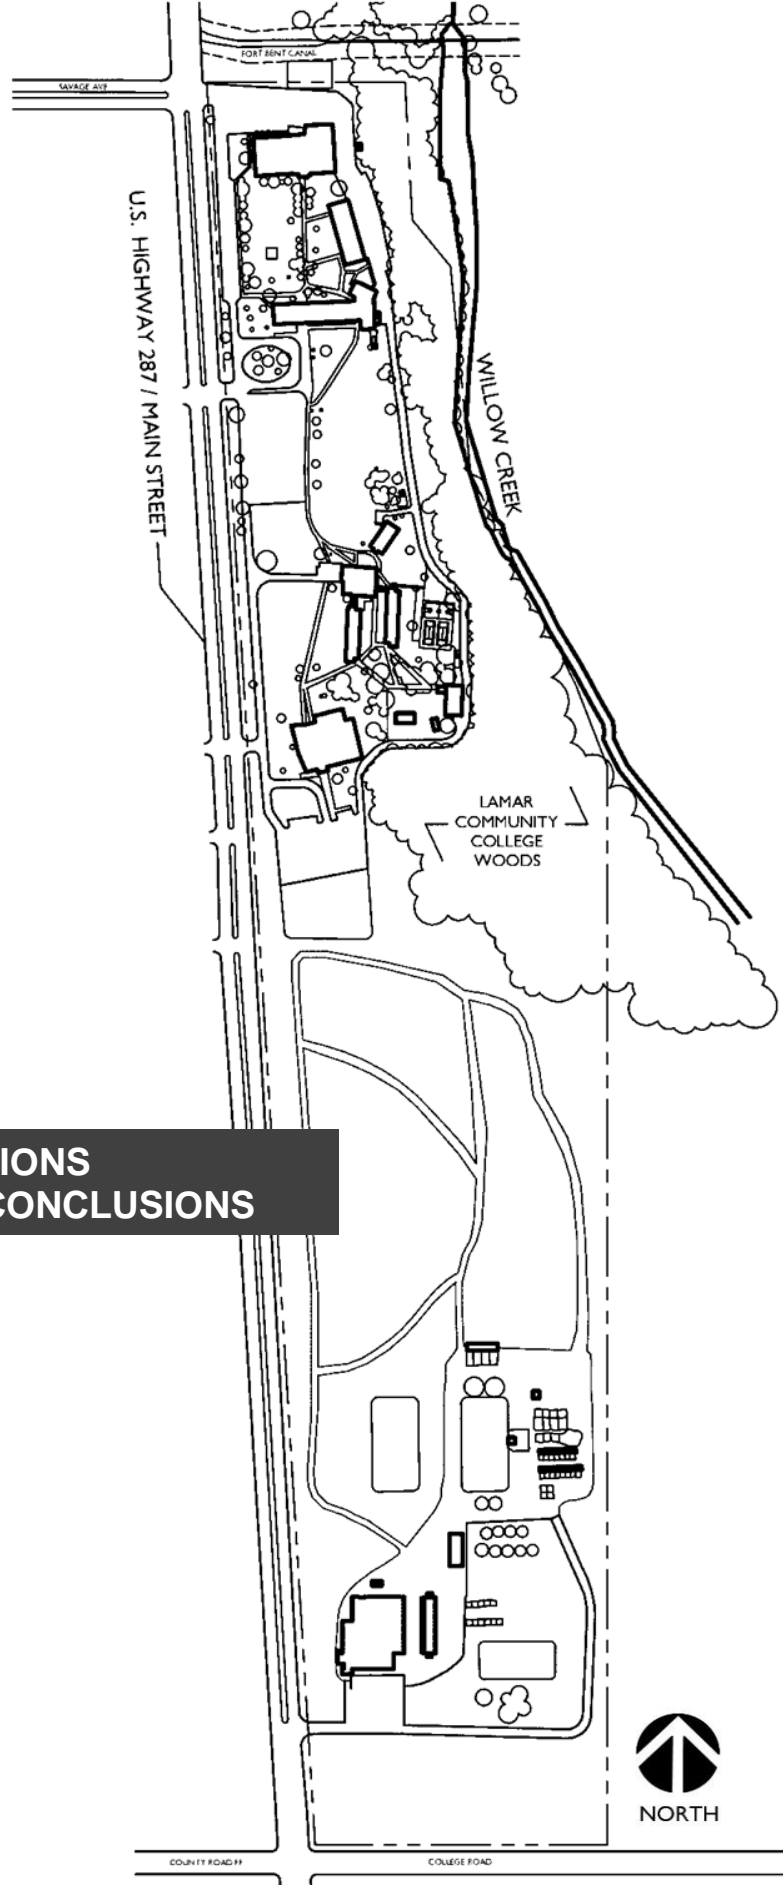 FORT BENT CANAL
SAVAGE AVE
U.S. HIGHWAY 287 / MAIN STREET
WILLOW CREEK
LAMAR
COMMUNITY
COLLEGE
WOODS
IONS
CONCLUSIONS
NORTH
COUNTY ROAD FF
COLLEGE ROAD